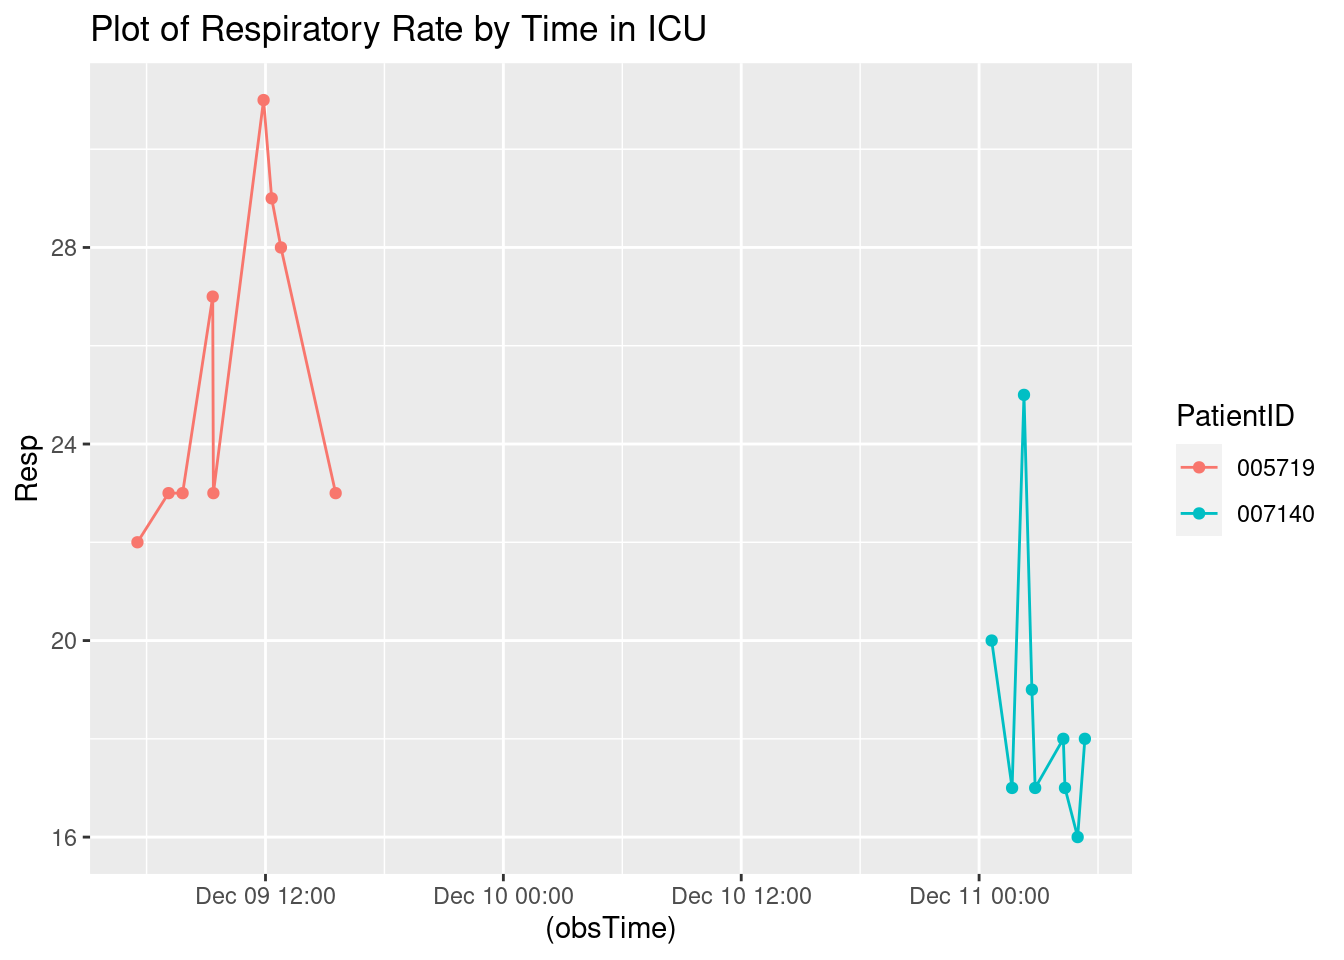 Plot of Respiratory Rate by Time in ICU
Resp
28
24
20
16
Dec 09 12:00
Dec 10 00:00
Dec 10 12:00
Dec 11 00:00
(obsTime)
PatientID
005719
007140